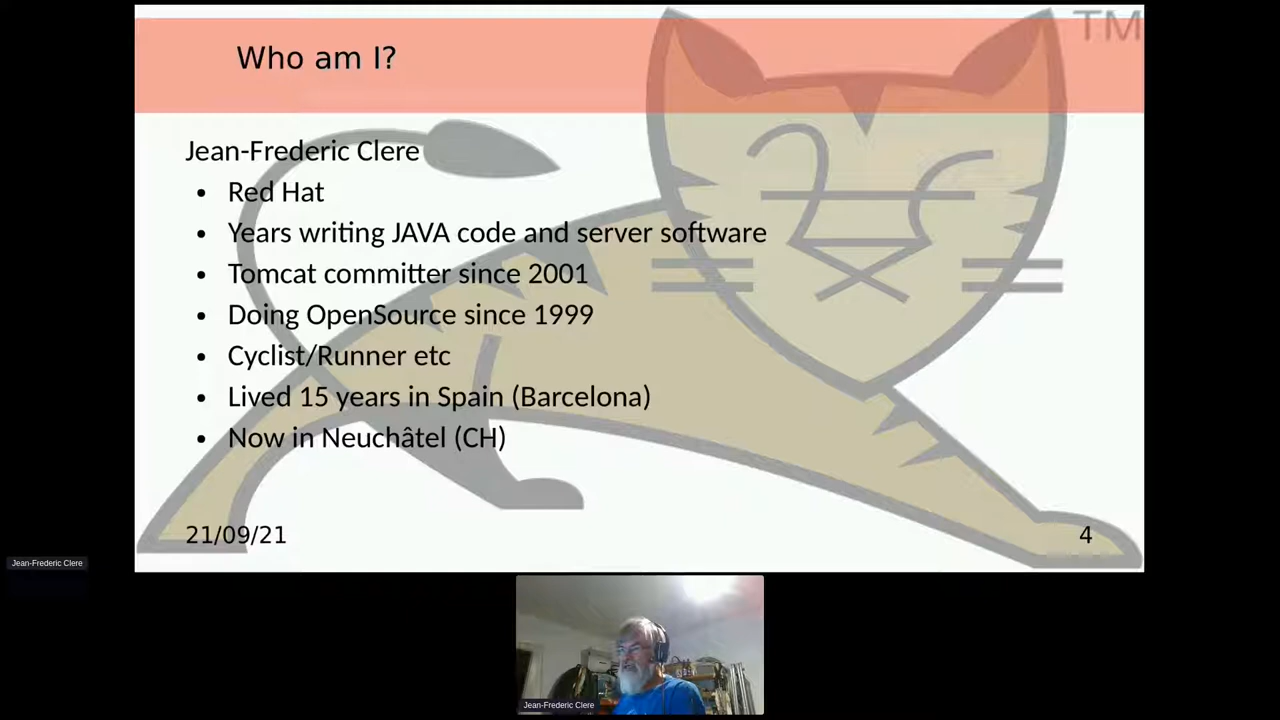 TM
Who am I?
Jean-Frederic Clere
• Red Hat
• Years writing JAVA code and server software
• Tomcat committer since 2001
• Doing OpenSource since 1999
• Cyclist/Runner etc
• Lived 15 years in Spain (Barcelona)
• Now in Neuchâtel (CH)
21/09/21
4
Jean-Frederic Clere
Jean-Frederic Clere